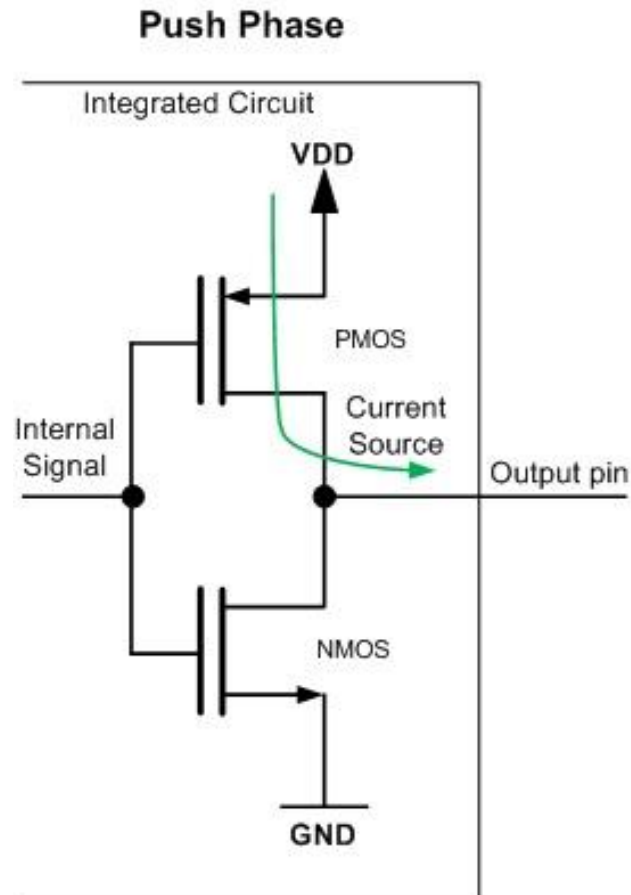 Push Phase
Integrated Circuit
VDD
PMOS
Current
Source
Internal
Signal
Output pin
NMOS
GND